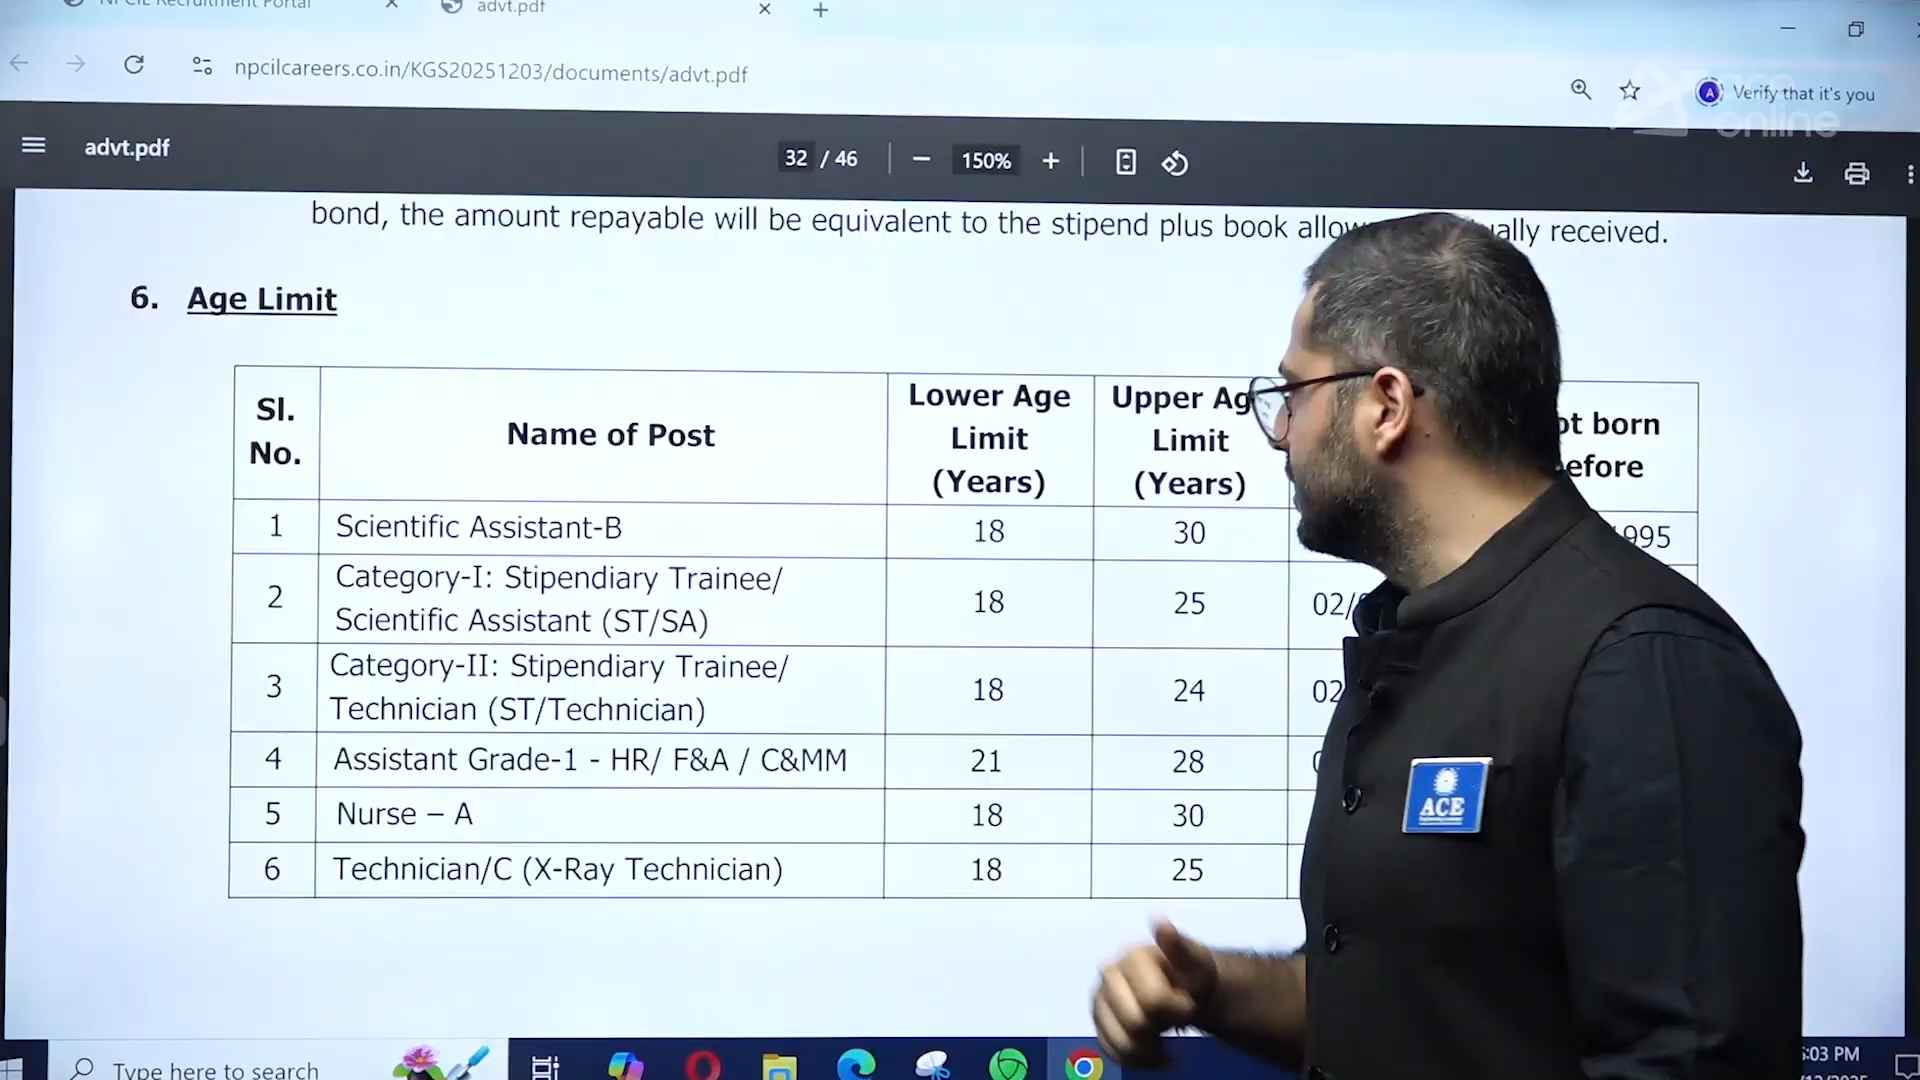 advt.pdf
npcilcareers.co.in/KGS20251203/documents/advt.pdf
Verify that it's you
online
advt.pdf
32 / 46
150%
bond, the amount repayable will be equivalent to the stipend plus book received.
6. Age Limit
Sl. No.
Name of Post
Lower Age Limit (Years)
Upper Limit (Years)
born
1 Scientific Assistant-B 18 30
2 Category-I: Stipendiary Trainee/ Scientific Assistant (ST/SA) 18 25 02/
3 Category-II: Stipendiary Trainee/ Technician (ST/Technician) 18 24 02
4 Assistant Grade-1 - HR/ F&A / C&MM 21 28
5 Nurse – A 18 30
6 Technician/C (X-Ray Technician) 18 25
ACE
Type here to search
:03 PM